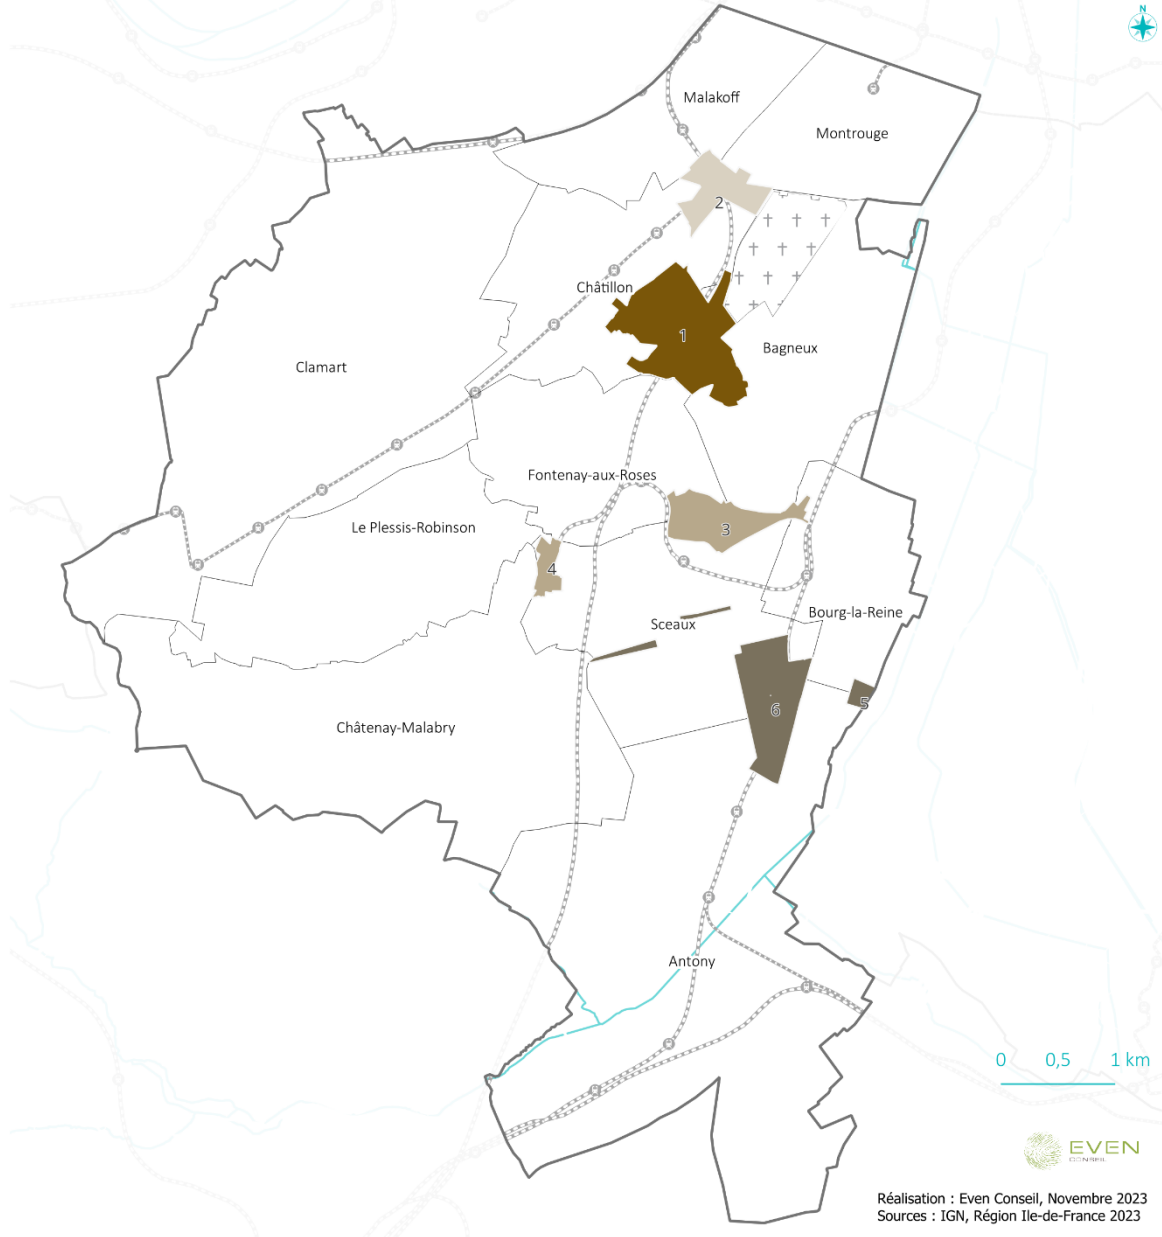 N
Malakoff
Montrouge
2
Châtillon
1
Bagneux
Clamart
Fontenay-aux-Roses
Le Plessis-Robinson
3
4
Sceaux
Bourg-la-Reine
5
6
Châtenay-Malabry
Antony
0 0,5 1 km
EVEN
CONSEIL
Réalisation : Even Conseil, Novembre 2023
Sources : IGN, Région Ile-de-France 2023